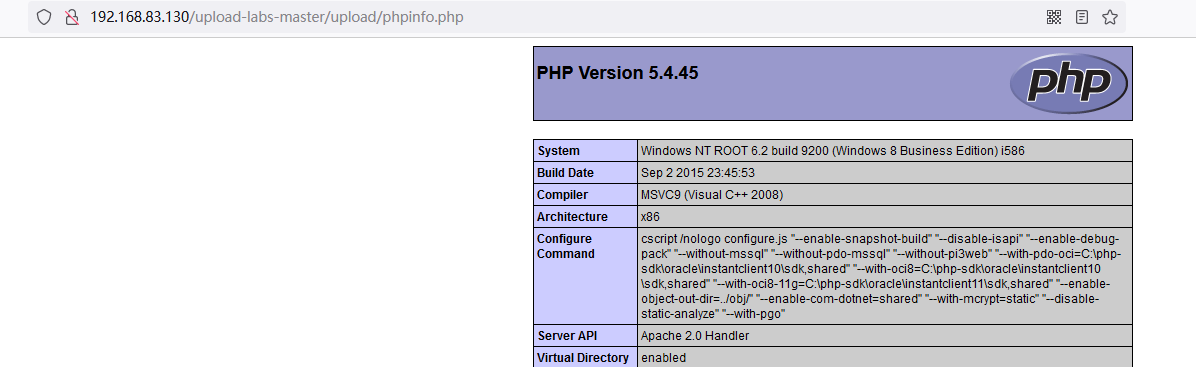 192.168.83.130/upload-labs-master/upload/phpinfo.php
PHP Version 5.4.45
php
System Windows NT ROOT 6.2 build 9200 (Windows 8 Business Edition) i586
Build Date Sep 2 2015 23:45:53
Compiler MSVC9 (Visual C++ 2008)
Architecture x86
Configure Command cscript /nologo configure.js "--enable-snapshot-build" "--disable-isapi" "--enable-debug-
pack" "--without-mssql" "--without-pdo-mssql" "--without-pi3web" "--with-pdo-oci=C:\php-
sdk\oracle\instantclient10\sdk,shared" "--with-oci8=C:\php-sdk\oracle\instantclient10
\sdk,shared" "--with-oci8-11g=C:\php-sdk\oracle\instantclient11\sdk,shared" "--enable-
object-out-dir=../obj/" "--enable-com-dotnet=shared" "--with-mcrypt=static" "--disable-
static-analyze" "--with-pgo"
Server API Apache 2.0 Handler
Virtual Directory enabled